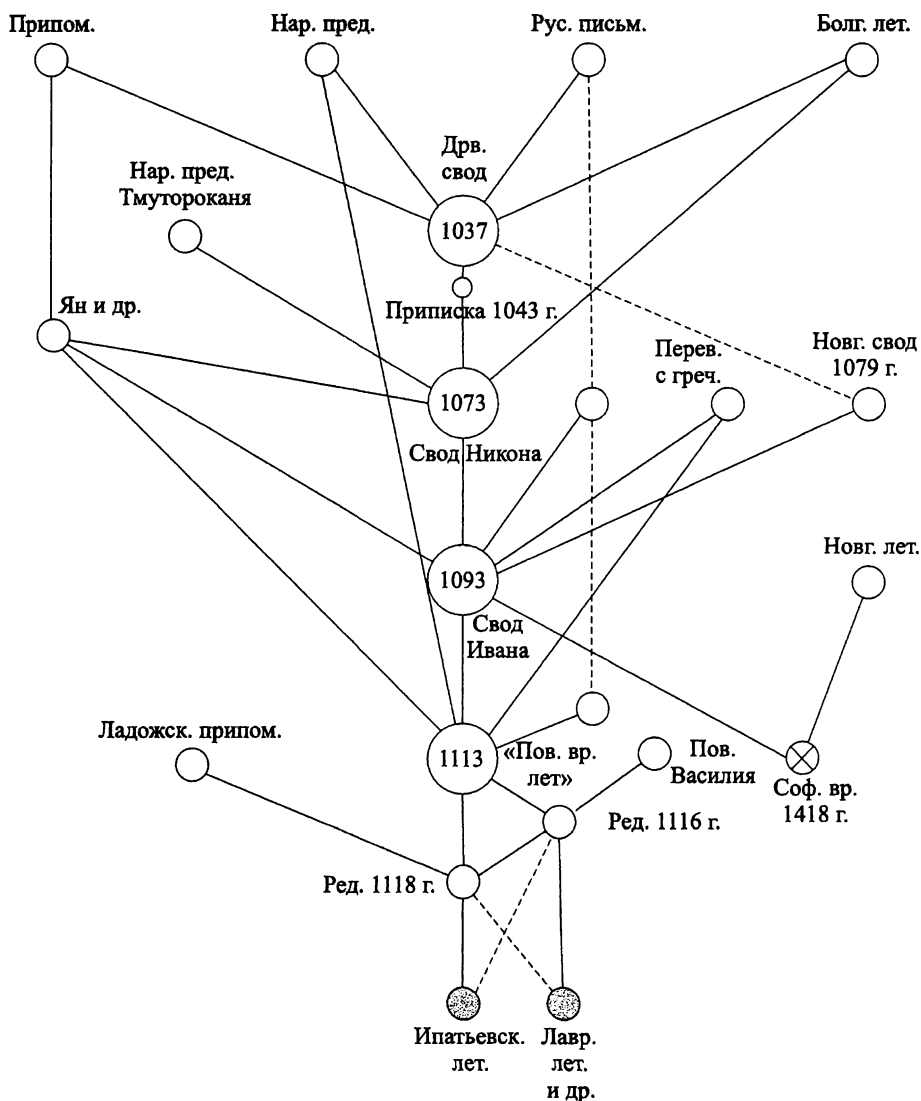 Припом.
Нар. пред.
Рус. письм.
Болг. лет.
Дрв.
свод
Нар. пред.
Тмутороканя
1037
Ян и др.
Приписка 1043 г.
Перев.
с греч.
Новг. свод
1079 г.
1073
Свод Никона
Новг. лет.
1093
Свод
Ивана
Ладожск. припом.
1113
«Пов. вр.
лет»
Пов.
Василия
Соф. вр.
1418 г.
Ред. 1116 г.
Ред. 1118 г.
Ипатьевск.
лет.
Лавр.
лет.
и др.